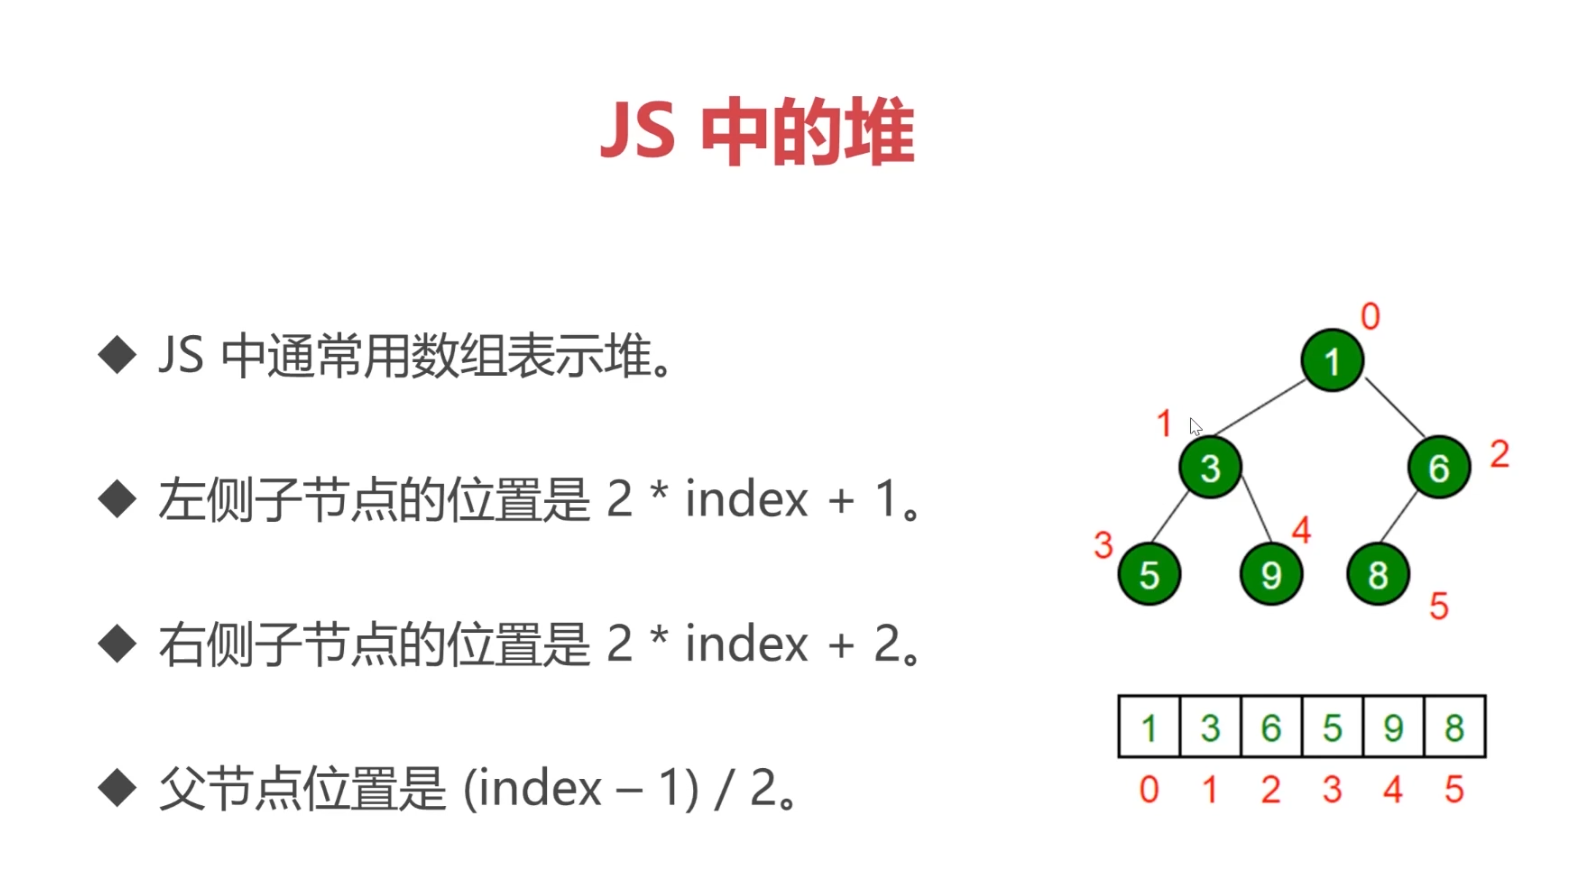 JS 中的堆
JS 中通常用数组表示堆。
左侧子节点的位置是 2 * index + 1。
右侧子节点的位置是 2 * index + 2。
父节点位置是 (index – 1) / 2。
0
1
1
3
6
2
3
5
4
9
8
5
1 3 6 5 9 8
0 1 2 3 4 5